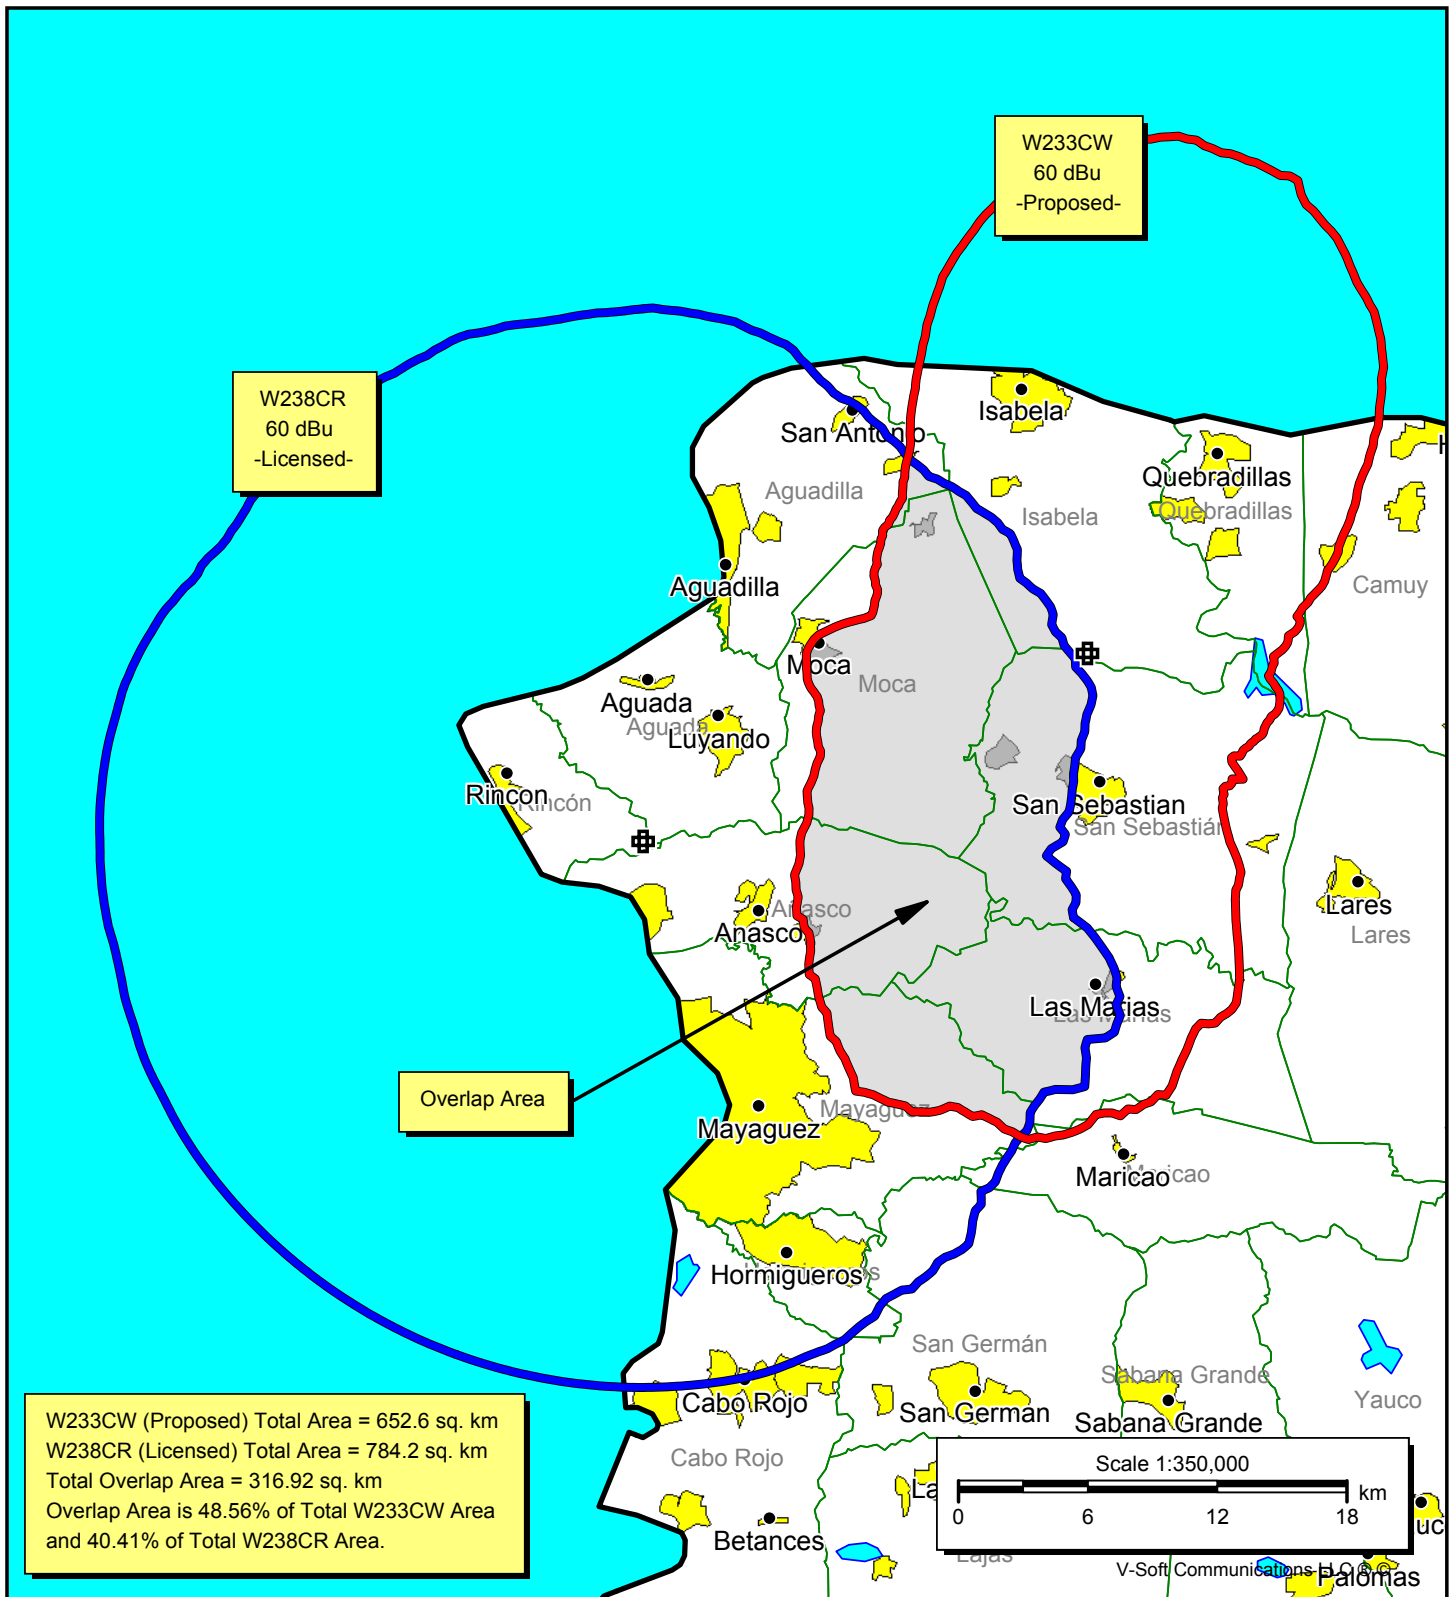 W233CW
60 dBu
-Proposed-
W238CR
60 dBu
-Licensed-
Isabela
San Antonio
Quebradillas
Aguadilla
Isabela
Quebradillas
Aguadilla
Camuy
Moca
Moca
Aguada
Aguada
Luyando
Rincon
Rincón
San Sebastian
San Sebastián
Lares
Lares
Añasco
Anasco
Las Marias
Las Marías
Overlap Area
Mayaguez
Mayaguez
Maricao
Maricao
Hormigueros
San Germán
Sabana Grande
Yauco
Cabo Rojo
San German
Sabana Grande
Cabo Rojo
Betances
Lajas
Palomas
W233CW (Proposed) Total Area = 652.6 sq. km
W238CR (Licensed) Total Area = 784.2 sq. km
Total Overlap Area = 316.92 sq. km
Overlap Area is 48.56% of Total W233CW Area
and 40.41% of Total W238CR Area.
Scale 1:350,000
km
0 6 12 18
V-Soft Communications LLC ® ©